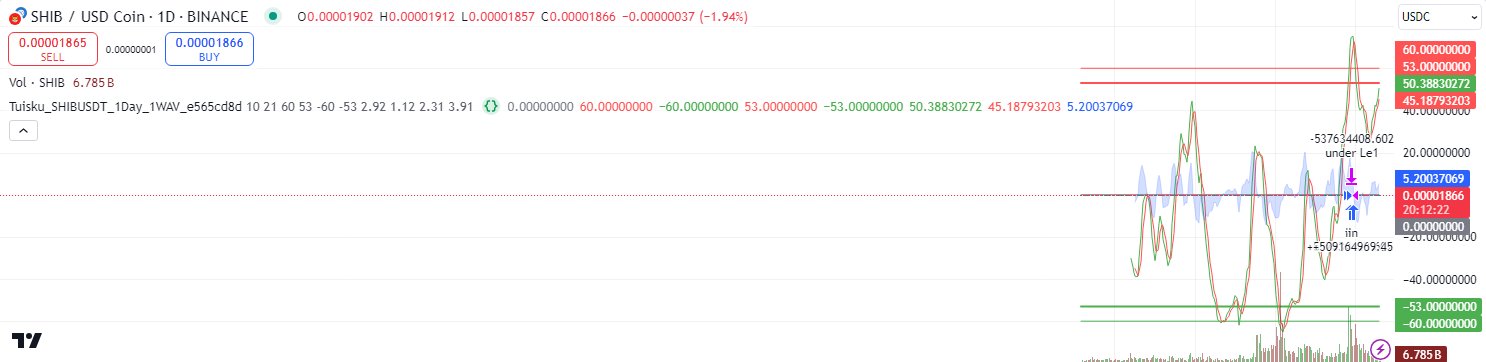 SHIB / USD Coin · 1D · BINANCE O0.00001902 H0.00001912 L0.00001857 C0.00001866 −0.00000037 (−1.94%)
USDC
0.00001865 SELL
0.00000001
0.00001866 BUY
Vol · SHIB 6.785 B
Tuisku_SHIBUSDT_1Day_1WAV_e565cd8d 10 21 60 53 -60 -53 2.92 1.12 2.31 3.91 {} 0.00000000 60.00000000 −60.00000000 53.00000000 −53.00000000 50.38830272 45.18793203 5.20037069
60.00000000
53.00000000
50.38830272
45.18793203
40.00000000
-537634408.602
under Le1
20.00000000
5.20037069
0.00001866
20:12:22
0.00000000
iin
−20.00000000
−40.00000000
−53.00000000
−60.00000000
6.785 B